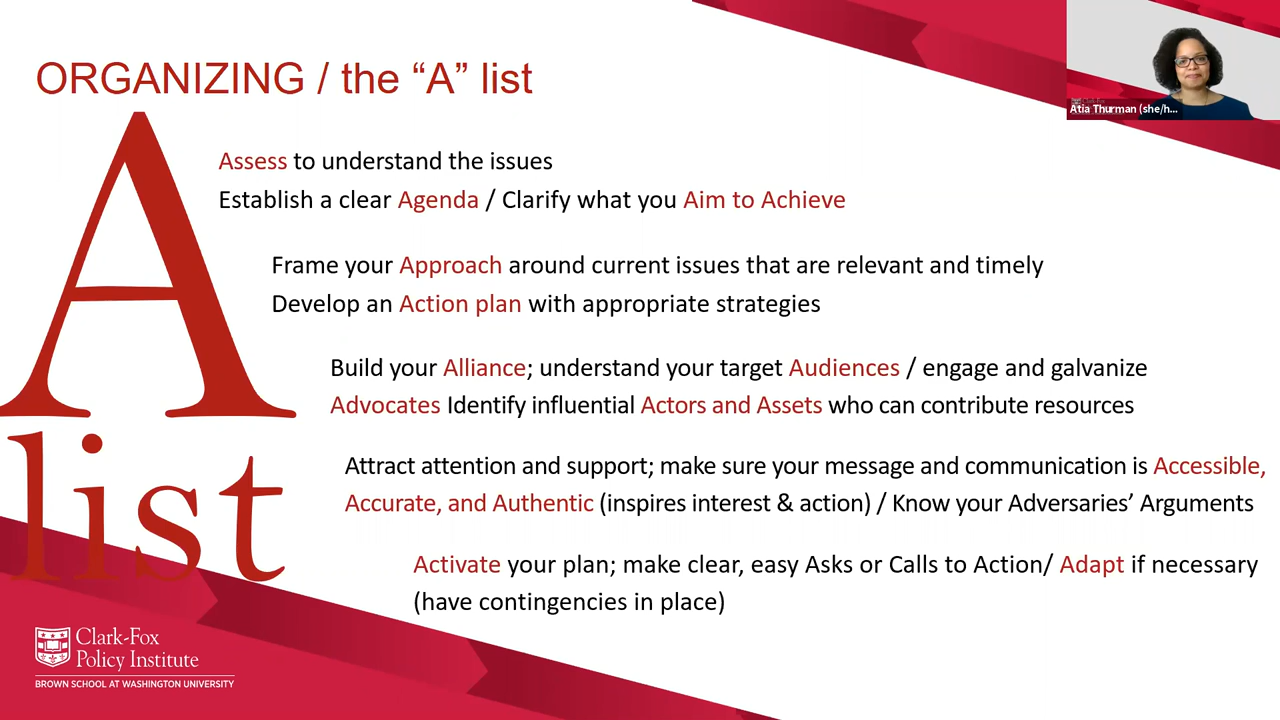 ORGANIZING / the “A” list
Atia Thurman (she/h...
A
list
Assess to understand the issues
Establish a clear Agenda / Clarify what you Aim to Achieve
Frame your Approach around current issues that are relevant and timely
Develop an Action plan with appropriate strategies
Build your Alliance; understand your target Audiences / engage and galvanize
Advocates Identify influential Actors and Assets who can contribute resources
Attract attention and support; make sure your message and communication is Accessible,
Accurate, and Authentic (inspires interest & action) / Know your Adversaries’ Arguments
Activate your plan; make clear, easy Asks or Calls to Action/ Adapt if necessary
(have contingencies in place)
Clark-Fox
Policy Institute
BROWN SCHOOL AT WASHINGTON UNIVERSITY